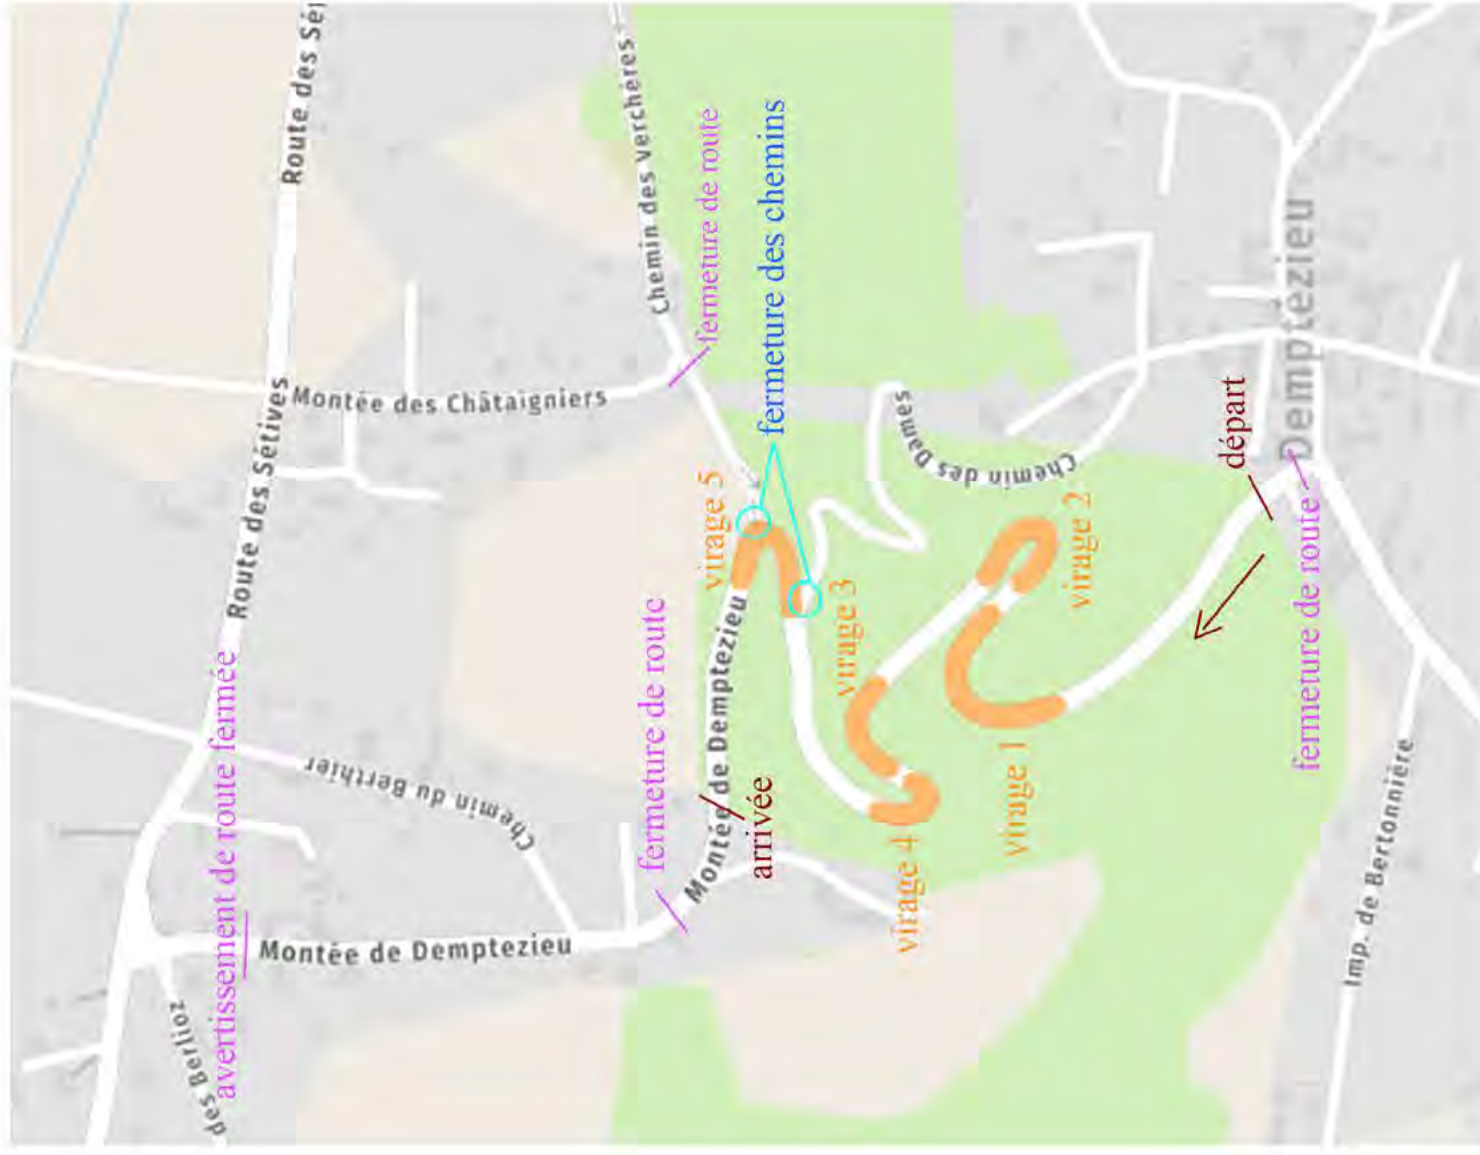 Route des Sé
Route des Sétives
Chemin des verchères
Montée des Châtaigniers
fermeture de route
fermeture des chemins
Chemin des Dames
départ
Demptézieu
virage 5
virage 2
virage 3
fermeture de route
Montée de Demptezieu
arrivée
virage 4
virage 1
fermeture de route
avertissement de route fermée
Chemin du Berthier
Montée de Demptezieu
des Berlioz
Imp. de Bertonnière